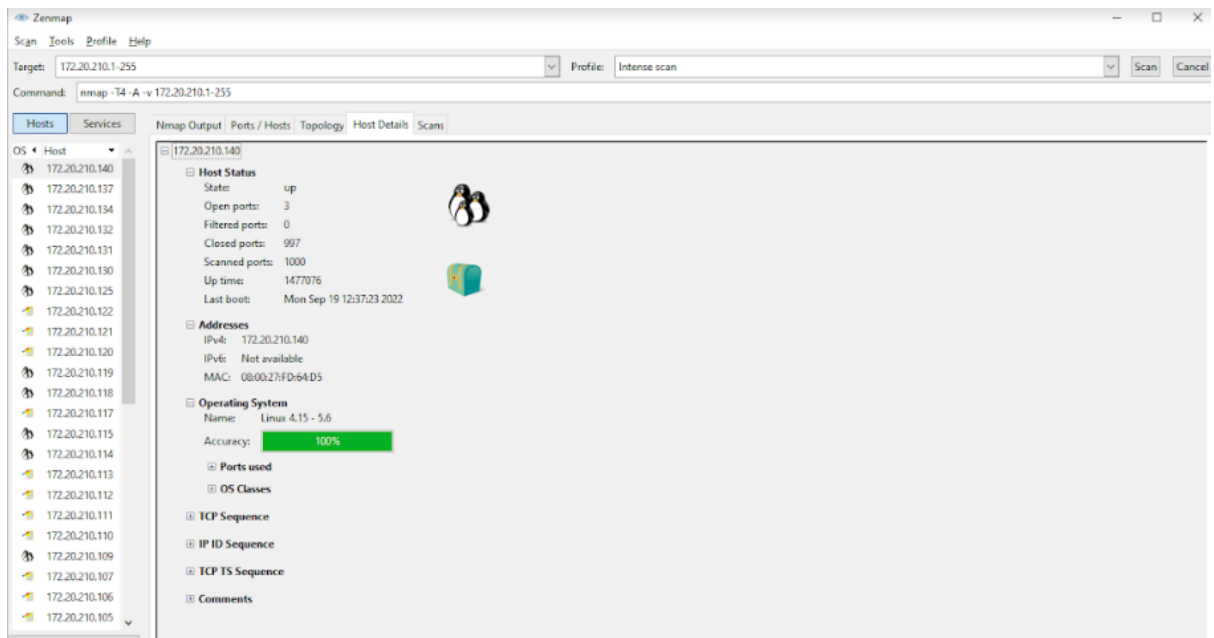 Zenmap
Scan Tools Profile Help
Target: 172.20.210.1-255 Profile: Intense scan Scan Cancel
Command: nmap -T4 -A -v 172.20.210.1-255
Hosts Services Nmap Output Ports / Hosts Topology Host Details Scans
OS Host
172.20.210.140
172.20.210.137
172.20.210.134
172.20.210.132
172.20.210.131
172.20.210.130
172.20.210.125
172.20.210.122
172.20.210.121
172.20.210.120
172.20.210.119
172.20.210.118
172.20.210.117
172.20.210.115
172.20.210.114
172.20.210.113
172.20.210.112
172.20.210.111
172.20.210.110
172.20.210.109
172.20.210.107
172.20.210.106
172.20.210.105
172.20.210.140
Host Status
State: up
Open ports: 3
Filtered ports: 0
Closed ports: 997
Scanned ports: 1000
Up time: 1477076
Last boot: Mon Sep 19 12:37:23 2022
Addresses
IPv4: 172.20.210.140
IPv6: Not available
MAC: 08:00:27:FD:64:D5
Operating System
Name: Linux 4.15 - 5.6
Accuracy: 100%
Ports used
OS Classes
TCP Sequence
IP ID Sequence
TCP TS Sequence
Comments